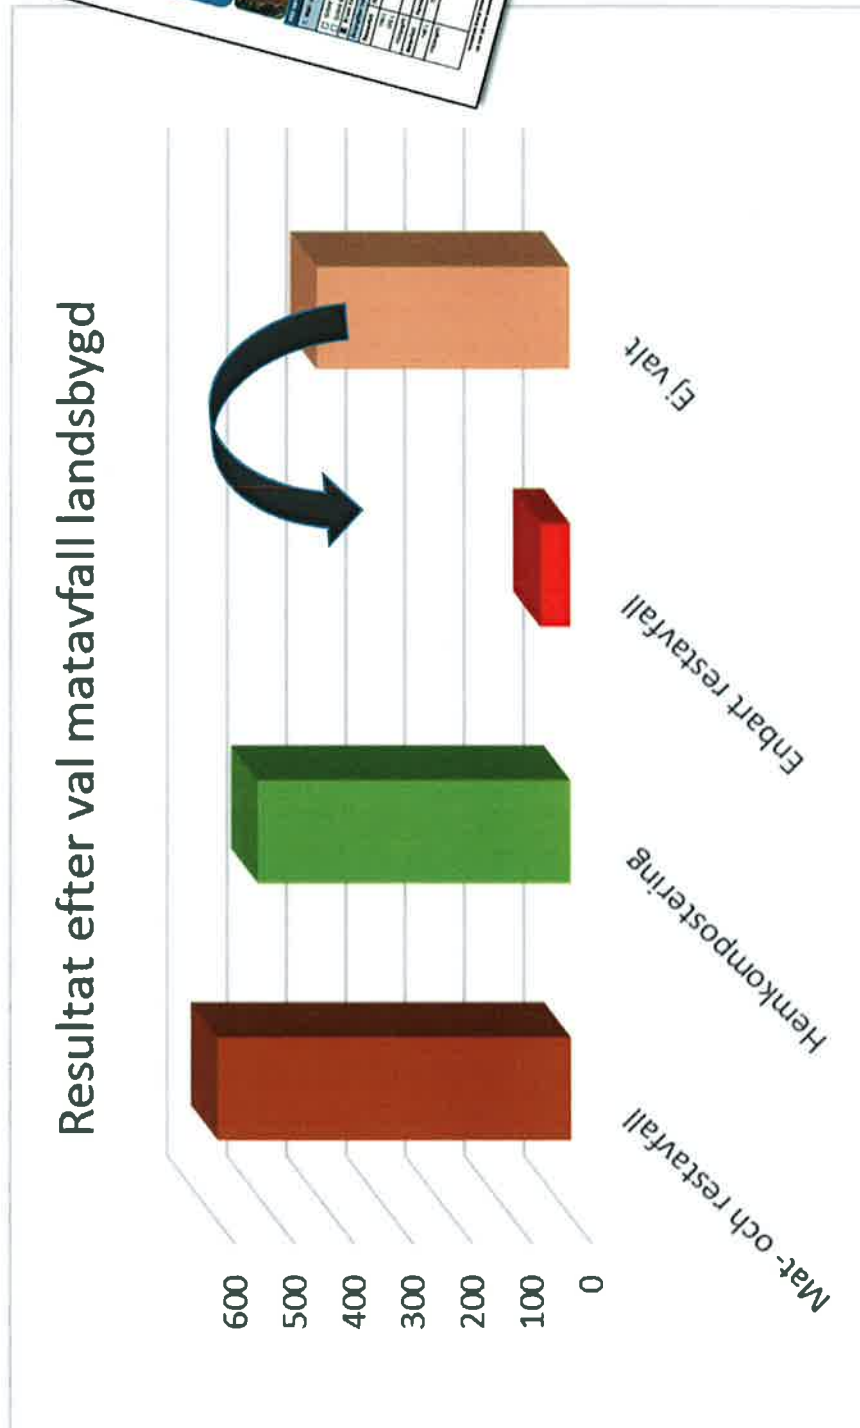 Resultat efter val matavfall landsbygd
600
500
400
300
200
100
0
Mat- och restavfall
Hemkompostering
Enbart restavfall
Ej valt